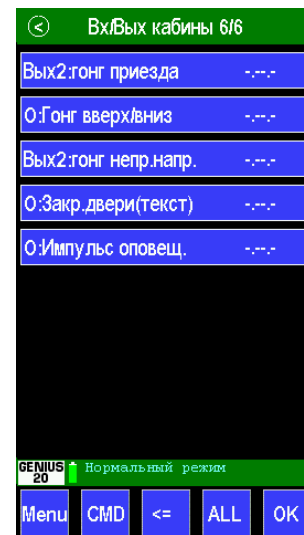 Вх/Вых кабины 6/6
Вых2:гонг приезда -.--.-
О:Гонг вверх/вниз -.--.-
Вых2:гонг непр.напр. -.--.-
О:Закр.двери(текст) -.--.-
О:Импульс оповещ. -.--.-
GENIUS 20 Нормальный режим
Menu CMD <= ALL OK